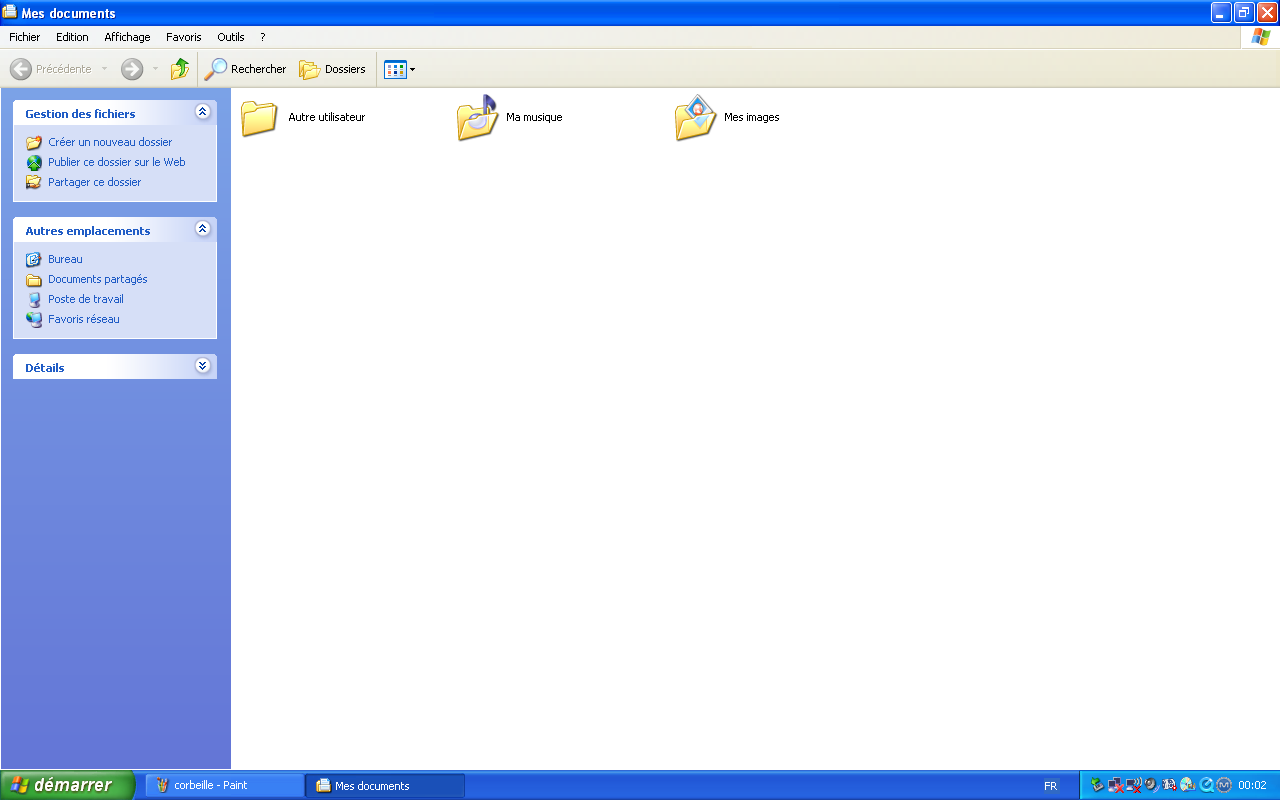 Mes documents
Fichier Edition Affichage Favoris Outils ?
Précédente Rechercher Dossiers
Gestion des fichiers
Créer un nouveau dossier
Publier ce dossier sur le Web
Partager ce dossier
Autres emplacements
Bureau
Documents partagés
Poste de travail
Favoris réseau
Détails
Autre utilisateur Ma musique Mes images
démarrer corbeille - Paint Mes documents FR 00:02